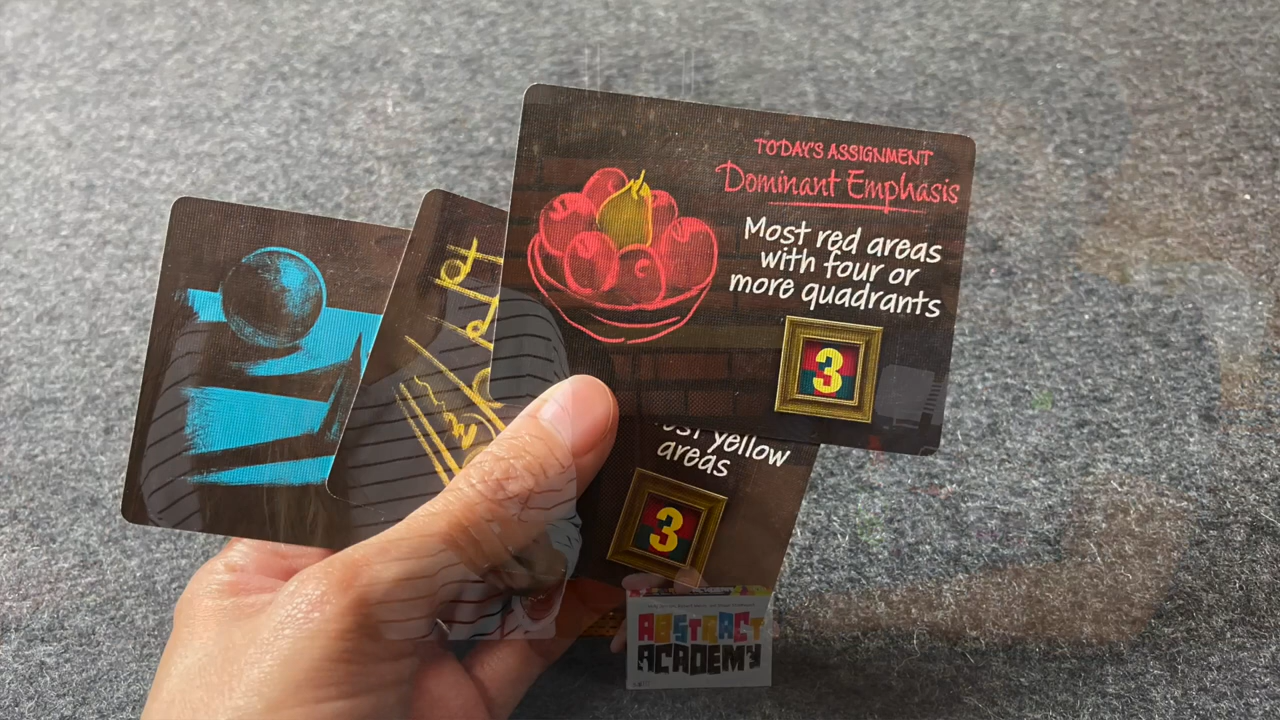 TODAY'S ASSIGNMENT
Dominant Emphasis
Most red areas
with four or
more quadrants
3
yellow
areas
3
ABSTRACT
ACADEMY